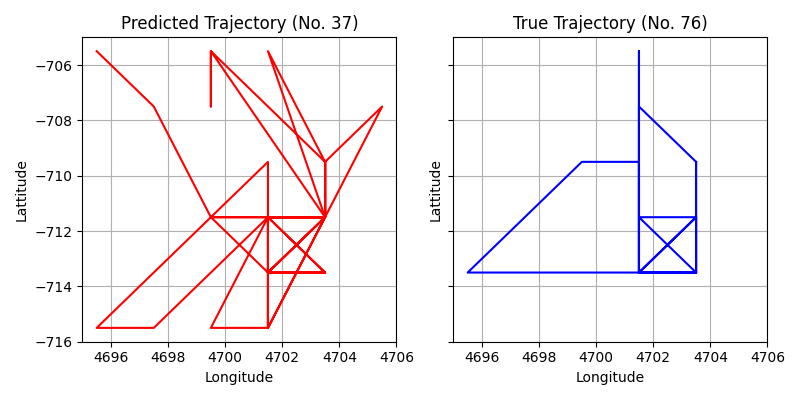 Predicted Trajectory (No. 37)
−706
−708
−710
−712
−714
−716
Lattitude
4696 4698 4700 4702 4704 4706
Longitude
True Trajectory (No. 76)
Lattitude
4696 4698 4700 4702 4704 4706
Longitude